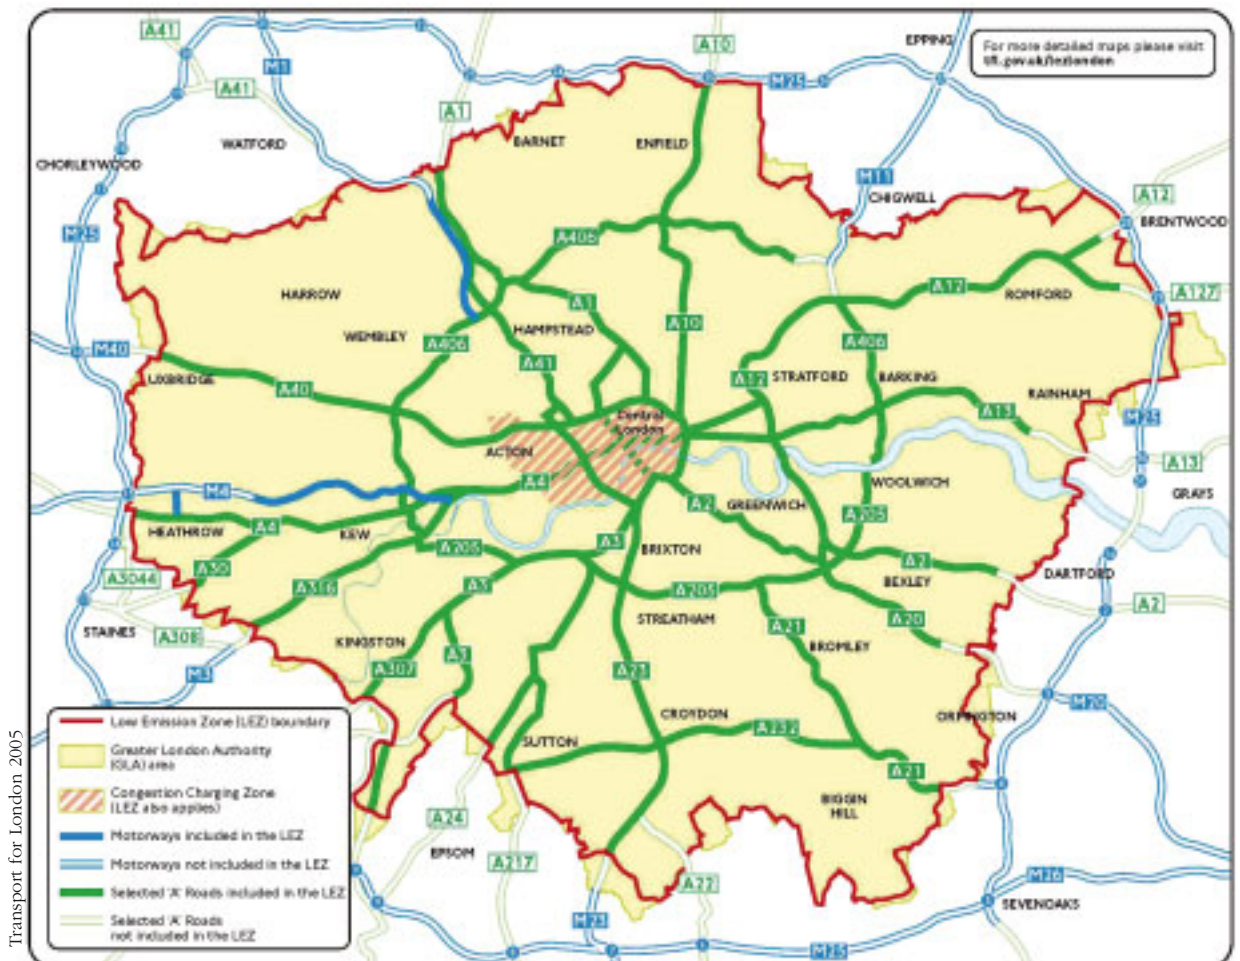 A41
A10
EPPING
For more detailed maps please visit
tfl.gov.uk/lezlondon
M1
M25
A41
A1
WATFORD
BARNET
ENFIELD
CHORLEYWOOD
M11
CHIGWELL
A12
BRENTWOOD
M25
A406
HARROW
A1
A12
ROMFORD
A127
WEMBLEY
HAMPSTEAD
A10
A406
A406
M40
A41
UXBRIDGE
A40
A12
STRATFORD
BARKING
RAINHAM
Central
London
A13
M25
ACTON
A13
M4
A4
WOOLWICH
GRAYS
A2
GREENWICH
HEATHROW
A4
KEW
A205
A205
A3
BRIXTON
A2
A30
A3044
A316
A3
A205
BEXLEY
DARTFORD
A2
STAINES
A308
KINGSTON
STREATHAM
A21
A20
BROMLEY
M3
A307
A3
A23
M20
CROYDON
A232
ORPINGTON
SUTTON
A21
BIGGIN
HILL
A24
EPSOM
A217
A22
M26
SEVENOAKS
M23
M25
Low Emission Zone (LEZ) boundary
Greater London Authority
(GLA) area
Congestion Charging Zone
(LEZ also applies)
Motorways included in the LEZ
Motorways not included in the LEZ
Selected 'A' Roads included in the LEZ
Selected 'A' Roads
not included in the LEZ
Transport for London 2005